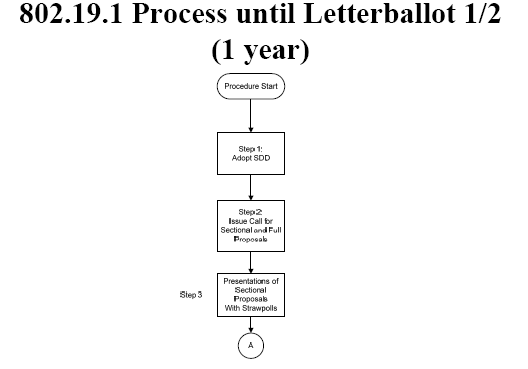 802.19.1 Process until Letterballot 1/2
(1 year)
Procedure Start
Step 1:
Adopt SDD
Step 2:
Issue Call for
Sectional and Full
Proposals
Step 3
Presentations of
Sectional
Proposals
With Strawpolls
A